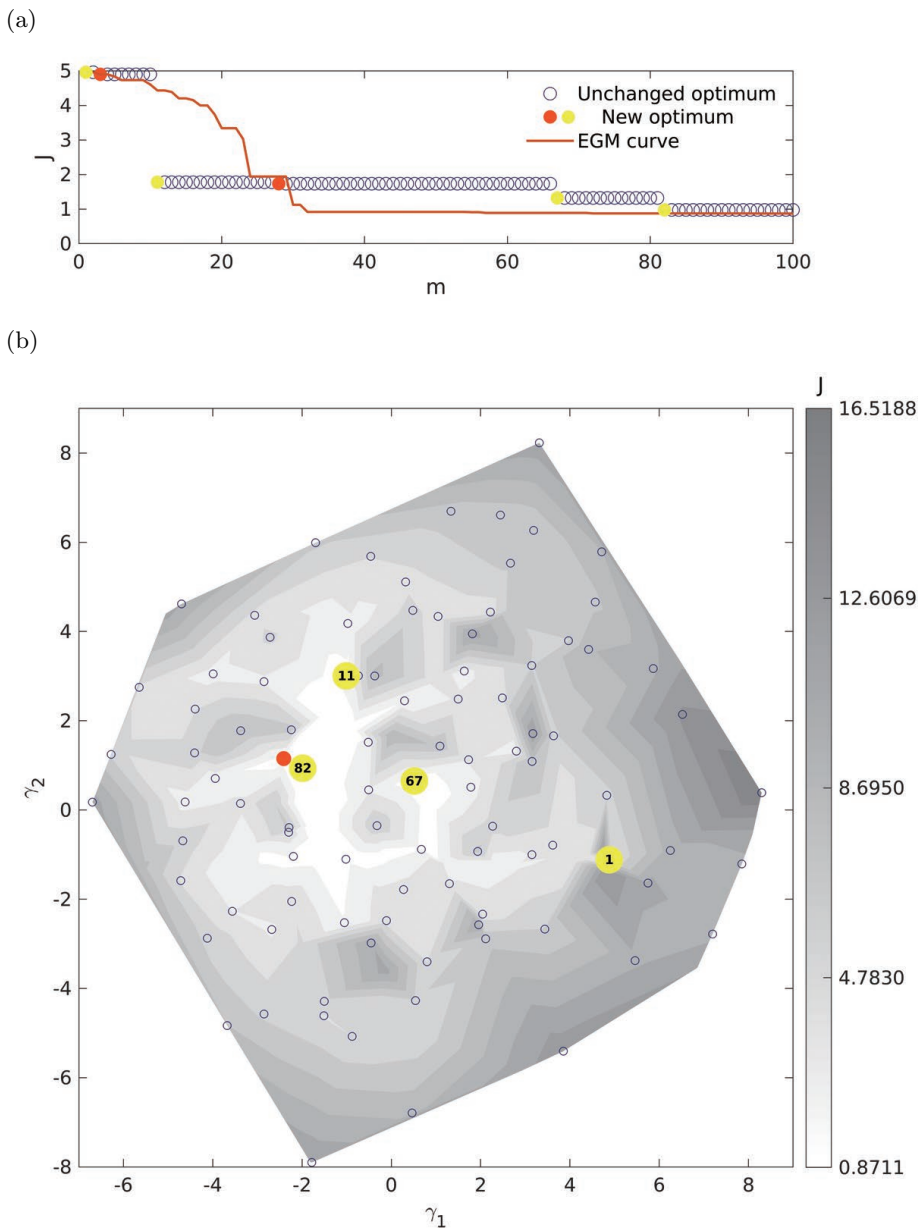 (a)
5
4
3
2
1
0
J
Unchanged optimum
New optimum
EGM curve
0 20 40 60 80 100
m
(b)
J
16.5188
12.6069
8.6950
4.7830
0.8711
8
6
4
2
0
-2
-4
-6
-8
γ2
11
82
67
1
-6 -4 -2 0 2 4 6 8
γ1